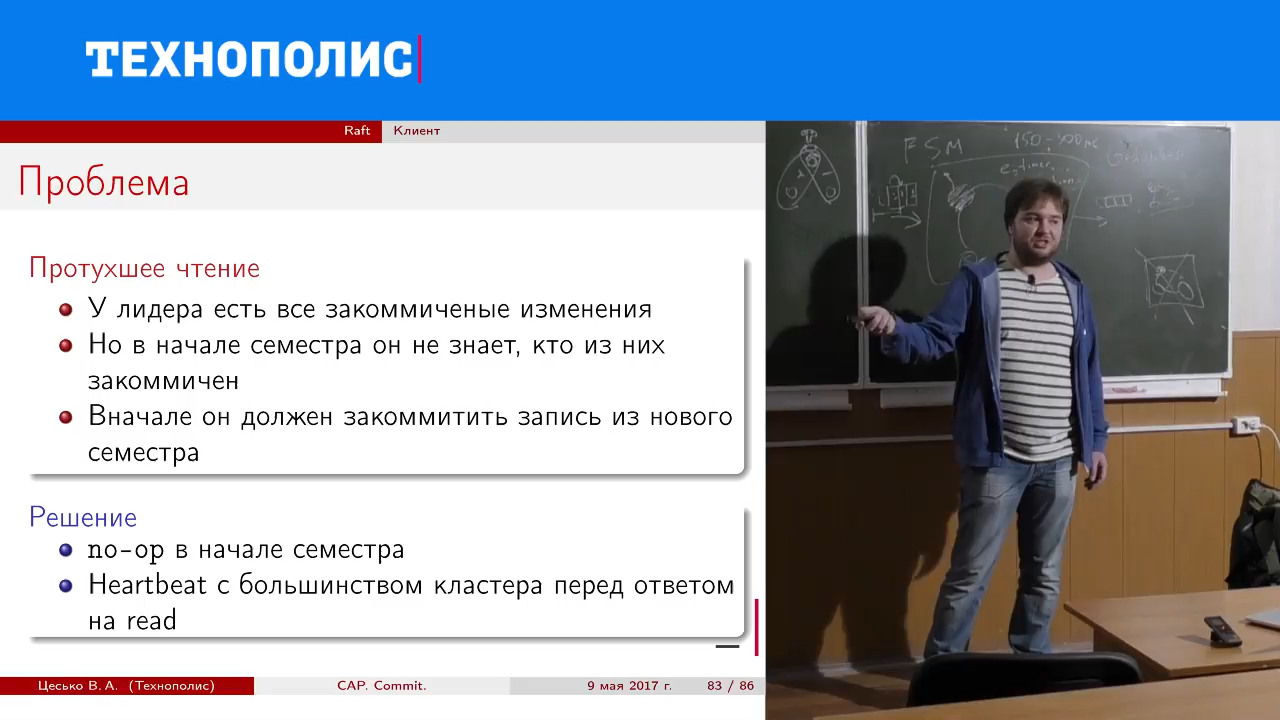 ТЕХНОПОЛИС
Raft Клиент
Проблема
Протухшее чтение
У лидера есть все закоммиченые изменения
Но в начале семестра он не знает, кто из них
закоммичен
Вначале он должен закоммитить запись из нового
семестра
Решение
no-op в начале семестра
Heartbeat с большинством кластера перед ответом
на read
Цесько В. А. (Технополис) CAP. Commit. 9 мая 2017 г. 83 / 86
FSM